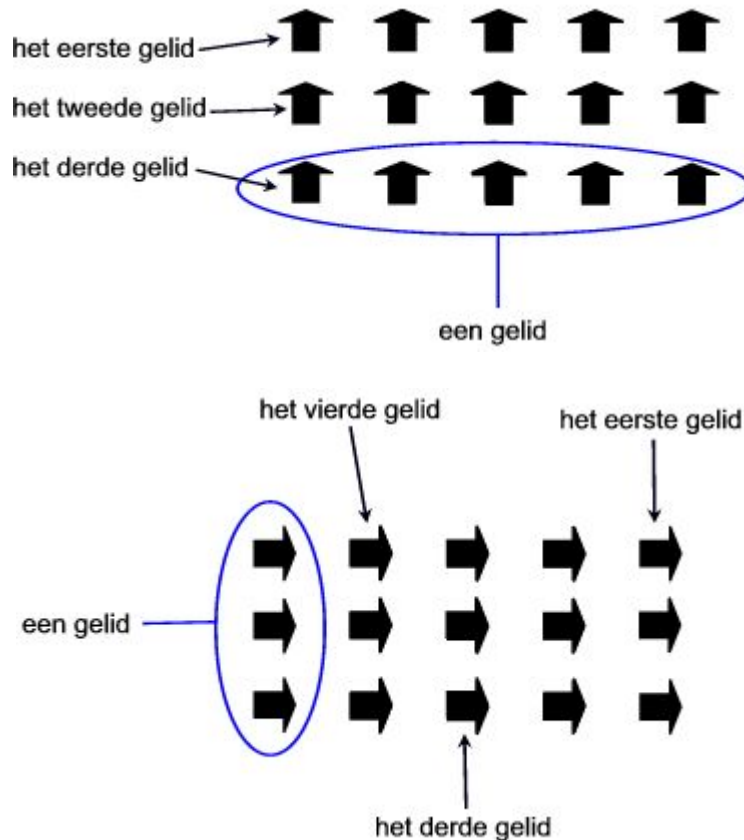 het eerste gelid
het tweede gelid
het derde gelid
een gelid
het vierde gelid
het eerste gelid
een gelid
het derde gelid